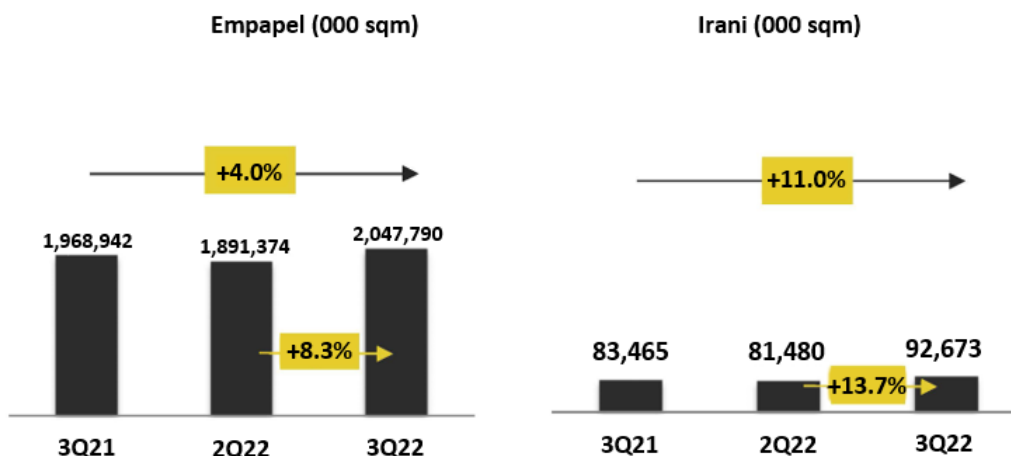 Empapel (000 sqm)
+4.0%
1,968,942
1,891,374
2,047,790
+8.3%
3Q21
2Q22
3Q22
Irani (000 sqm)
+11.0%
83,465
81,480
92,673
+13.7%
3Q21
2Q22
3Q22